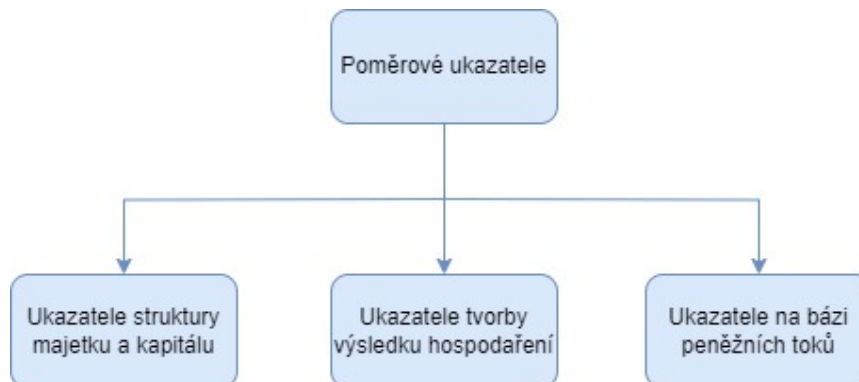 Poměrové ukazatele
Ukazatele struktury
majetku a kapitálu
Ukazatele tvorby
výsledku hospodaření
Ukazatele na bázi
peněžních toků